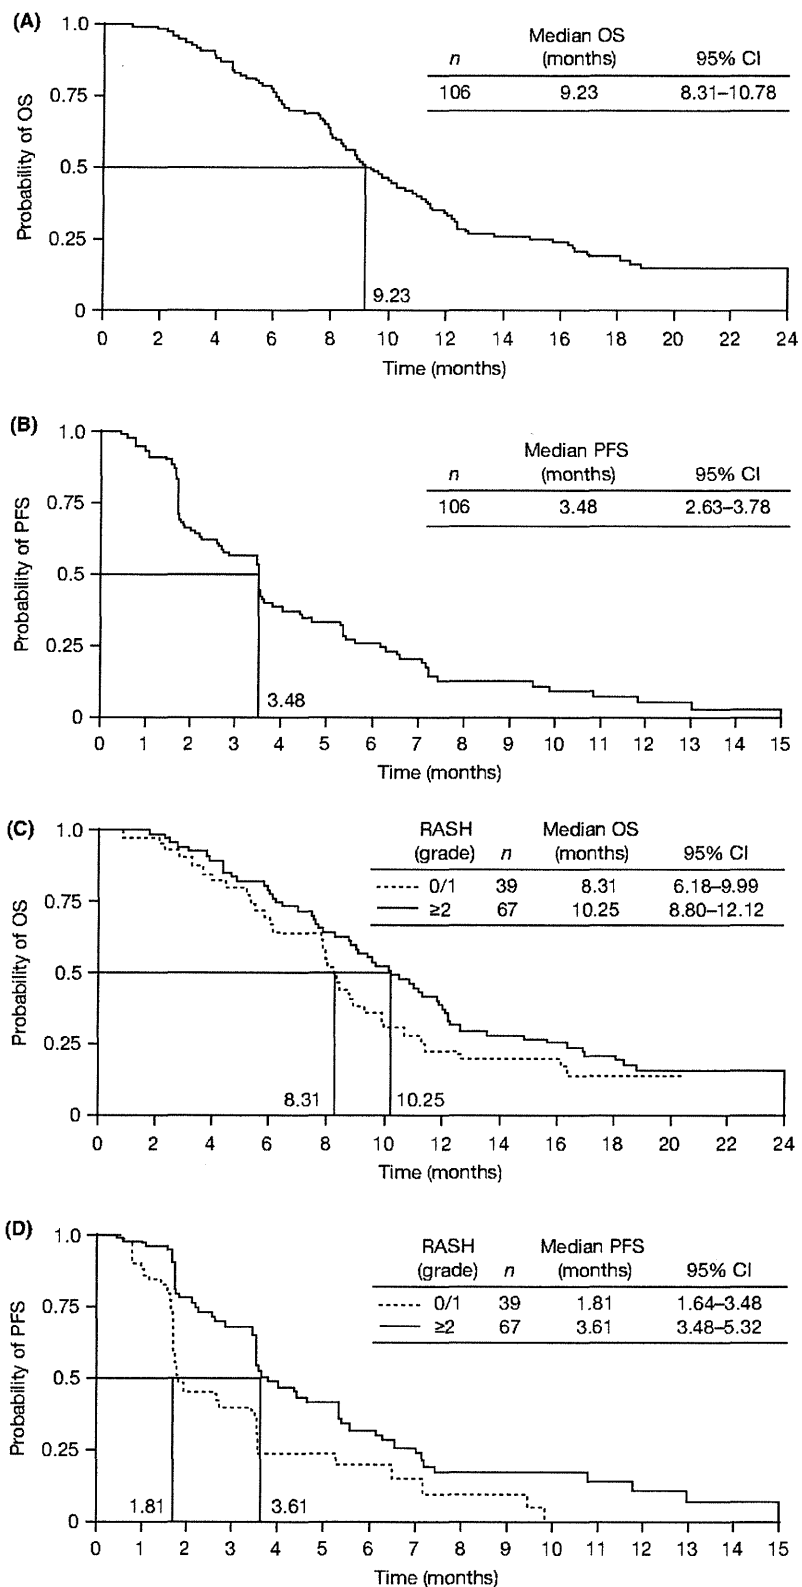 (A)
Median OS
n (months) 95% CI
106 9.23 8.31–10.78
1.0
0.75
0.5
0.25
0
Probability of OS
9.23
0 2 4 6 8 10 12 14 16 18 20 22 24
Time (months)
(B)
Median PFS
n (months) 95% CI
106 3.48 2.63–3.78
1.0
0.75
0.5
0.25
0
Probability of PFS
3.48
0 1 2 3 4 5 6 7 8 9 10 11 12 13 14 15
Time (months)
(C)
RASH Median OS
(grade) n (months) 95% CI
0/1 39 8.31 6.18–9.99
≥2 67 10.25 8.80–12.12
1.0
0.75
0.5
0.25
0
Probability of OS
8.31 10.25
0 2 4 6 8 10 12 14 16 18 20 22 24
Time (months)
(D)
RASH Median PFS
(grade) n (months) 95% CI
0/1 39 1.81 1.64–3.48
≥2 67 3.61 3.48–5.32
1.0
0.75
0.5
0.25
0
Probability of PFS
1.81 3.61
0 1 2 3 4 5 6 7 8 9 10 11 12 13 14 15
Time (months)